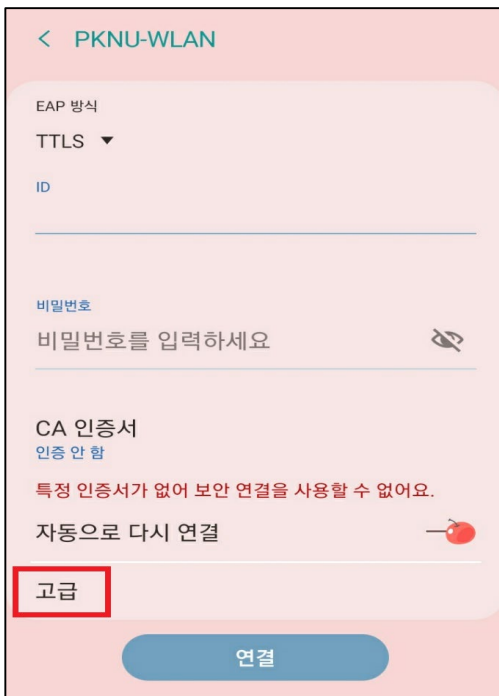 PKNU-WLAN
EAP 방식
TTLS
ID
비밀번호
비밀번호를 입력하세요
CA 인증서
인증 안 함
특정 인증서가 없어 보안 연결을 사용할 수 없어요.
자동으로 다시 연결
고급
연결